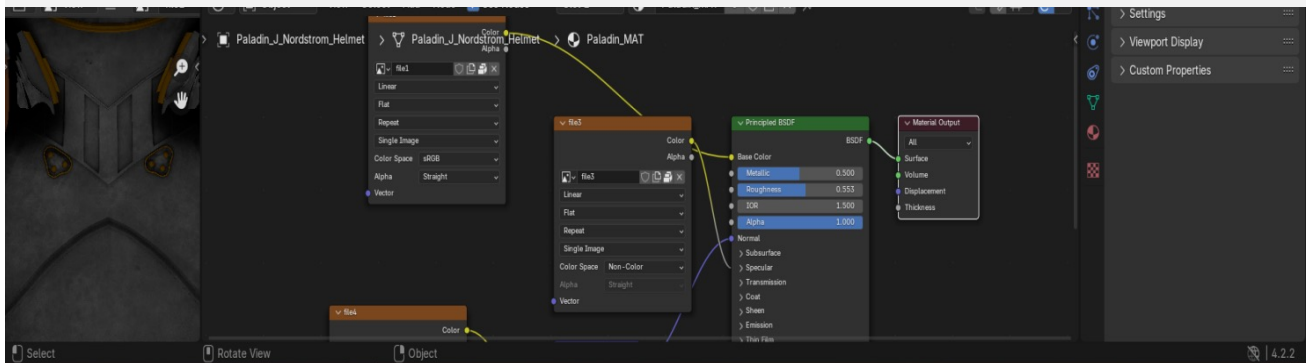 Paladin_J_Nordstrom_Helmet > Paladin_J_Nordstrom_Helmet > Paladin_MAT
Color
Alpha
file1
Linear
Flat
Repeat
Single Image
Color Space sRGB
Alpha Straight
Vector
file3
Color
Alpha
file3
Linear
Flat
Repeat
Single Image
Color Space Non-Color
Alpha Straight
Vector
file4
Color
Principled BSDF
BSDF
Base Color
Metallic 0.500
Roughness 0.553
IOR 1.500
Alpha 1.000
Normal
Subsurface
Specular
Transmission
Coat
Sheen
Emission
Thin Film
Material Output
All
Surface
Volume
Displacement
Thickness
Settings
Viewport Display
Custom Properties
Select
Rotate View
Object
4.2.2